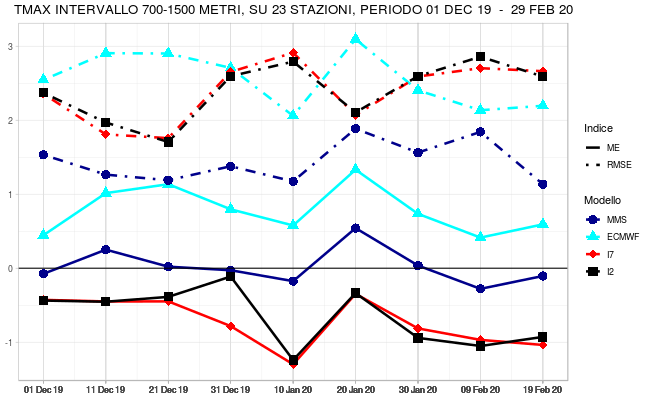 TMAX INTERVALLO 700-1500 METRI, SU 23 STAZIONI, PERIODO 01 DEC 19 - 29 FEB 20
3
2
1
0
-1
01 Dec 19 11 Dec 19 21 Dec 19 31 Dec 19 10 Jan 20 20 Jan 20 30 Jan 20 09 Feb 20 19 Feb 20
Indice
ME
RMSE
Modello
MMS
ECMWF
I7
I2